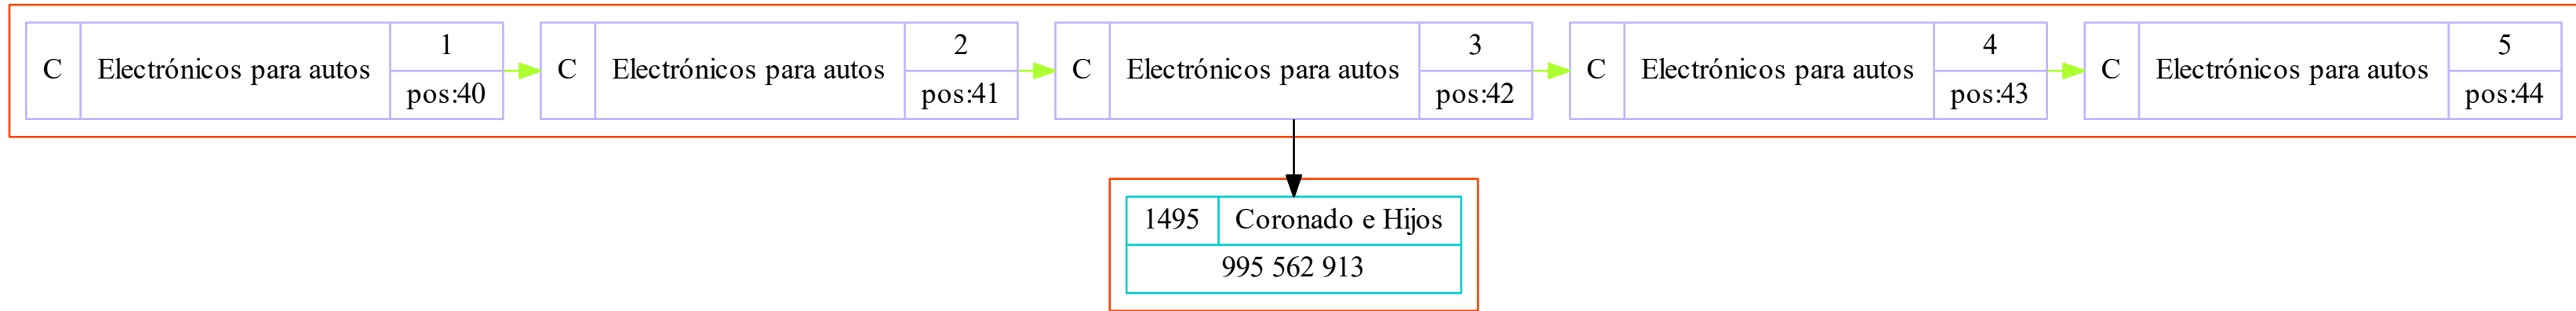 C Electrónicos para autos 1 pos:40
C Electrónicos para autos 2 pos:41
C Electrónicos para autos 3 pos:42
C Electrónicos para autos 4 pos:43
C Electrónicos para autos 5 pos:44
1495 Coronado e Hijos
995 562 913